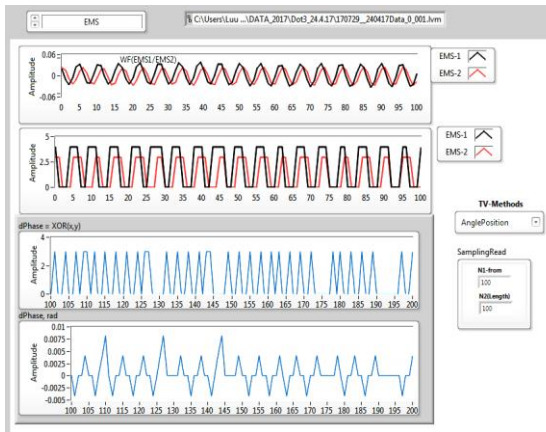 EMS
C:\Users\Luu ...\DATA_2017\Dot3_24.4.17\170729__240417Data_0_001.lvm
WF(EMS1/EMS2)
Amplitude
0.06
0
-0.06
0 5 10 15 20 25 30 35 40 45 50 55 60 65 70 75 80 85 90 95 100
EMS-1
EMS-2
Amplitude
5
2.5
0
0 5 10 15 20 25 30 35 40 45 50 55 60 65 70 75 80 85 90 95 100
EMS-1
EMS-2
dPhase = XOR(x,y)
Amplitude
4
2
0
100 105 110 115 120 125 130 135 140 145 150 155 160 165 170 175 180 185 190 195 200
dPhase, rad
Amplitude
0.01
0.0075
0.005
0.0025
0
-0.0025
-0.005
100 105 110 115 120 125 130 135 140 145 150 155 160 165 170 175 180 185 190 195 200
TV-Methods
AnglePosition
SamplingRead
N1-from
100
N2(Length)
100